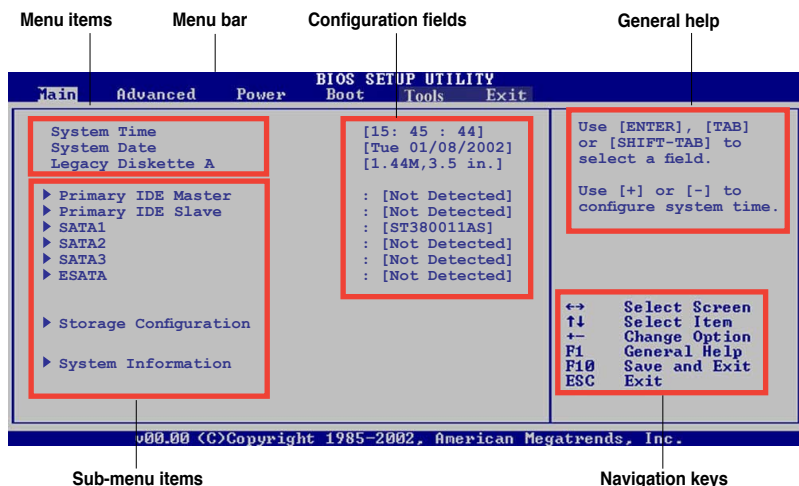 Menu items Menu bar Configuration fields General help
BIOS SETUP UTILITY
Main Advanced Power Boot Tools Exit
System Time [15: 45 : 44]
System Date [Tue 01/08/2002]
Legacy Diskette A [1.44M,3.5 in.]
Primary IDE Master : [Not Detected]
Primary IDE Slave : [Not Detected]
SATA1 : [ST380011AS]
SATA2 : [Not Detected]
SATA3 : [Not Detected]
ESATA : [Not Detected]
Storage Configuration
System Information
Use [ENTER], [TAB]
or [SHIFT-TAB] to
select a field.
Use [+] or [-] to
configure system time.
←→ Select Screen
↑↓ Select Item
+- Change Option
F1 General Help
F10 Save and Exit
ESC Exit
v00.00 (C)Copyright 1985-2002, American Megatrends, Inc.
Sub-menu items Navigation keys